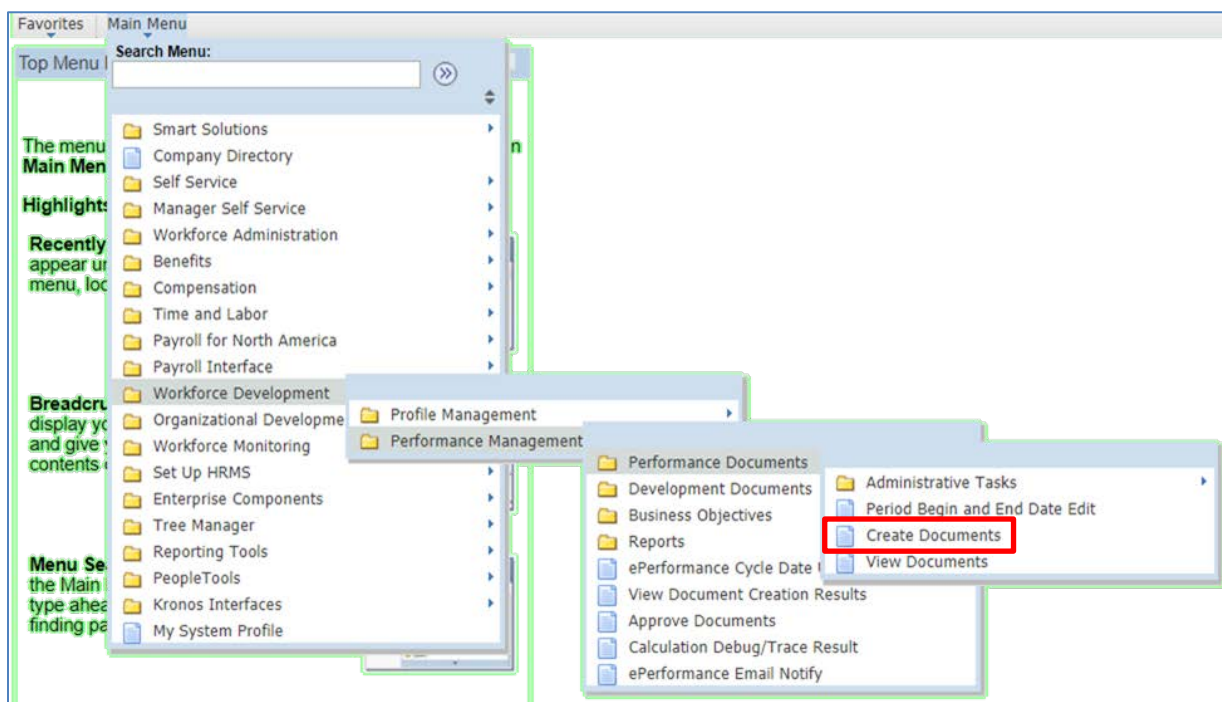 Favorites Main Menu
Search Menu:
Top Menu
The menu
Main Men
Highlights
Recently
appear un
menu, loc
Breadcru
display yo
and give y
contents
Menu Se
the Main
type ahea
finding pa
n
Smart Solutions
Company Directory
Self Service
Manager Self Service
Workforce Administration
Benefits
Compensation
Time and Labor
Payroll for North America
Payroll Interface
Workforce Development
Organizational Developme
Workforce Monitoring
Set Up HRMS
Enterprise Components
Tree Manager
Reporting Tools
PeopleTools
Kronos Interfaces
My System Profile
Profile Management
Performance Management
Performance Documents
Development Documents
Business Objectives
Reports
ePerformance Cycle Date
View Document Creation Results
Approve Documents
Calculation Debug/Trace Result
ePerformance Email Notify
Administrative Tasks
Period Begin and End Date Edit
Create Documents
View Documents